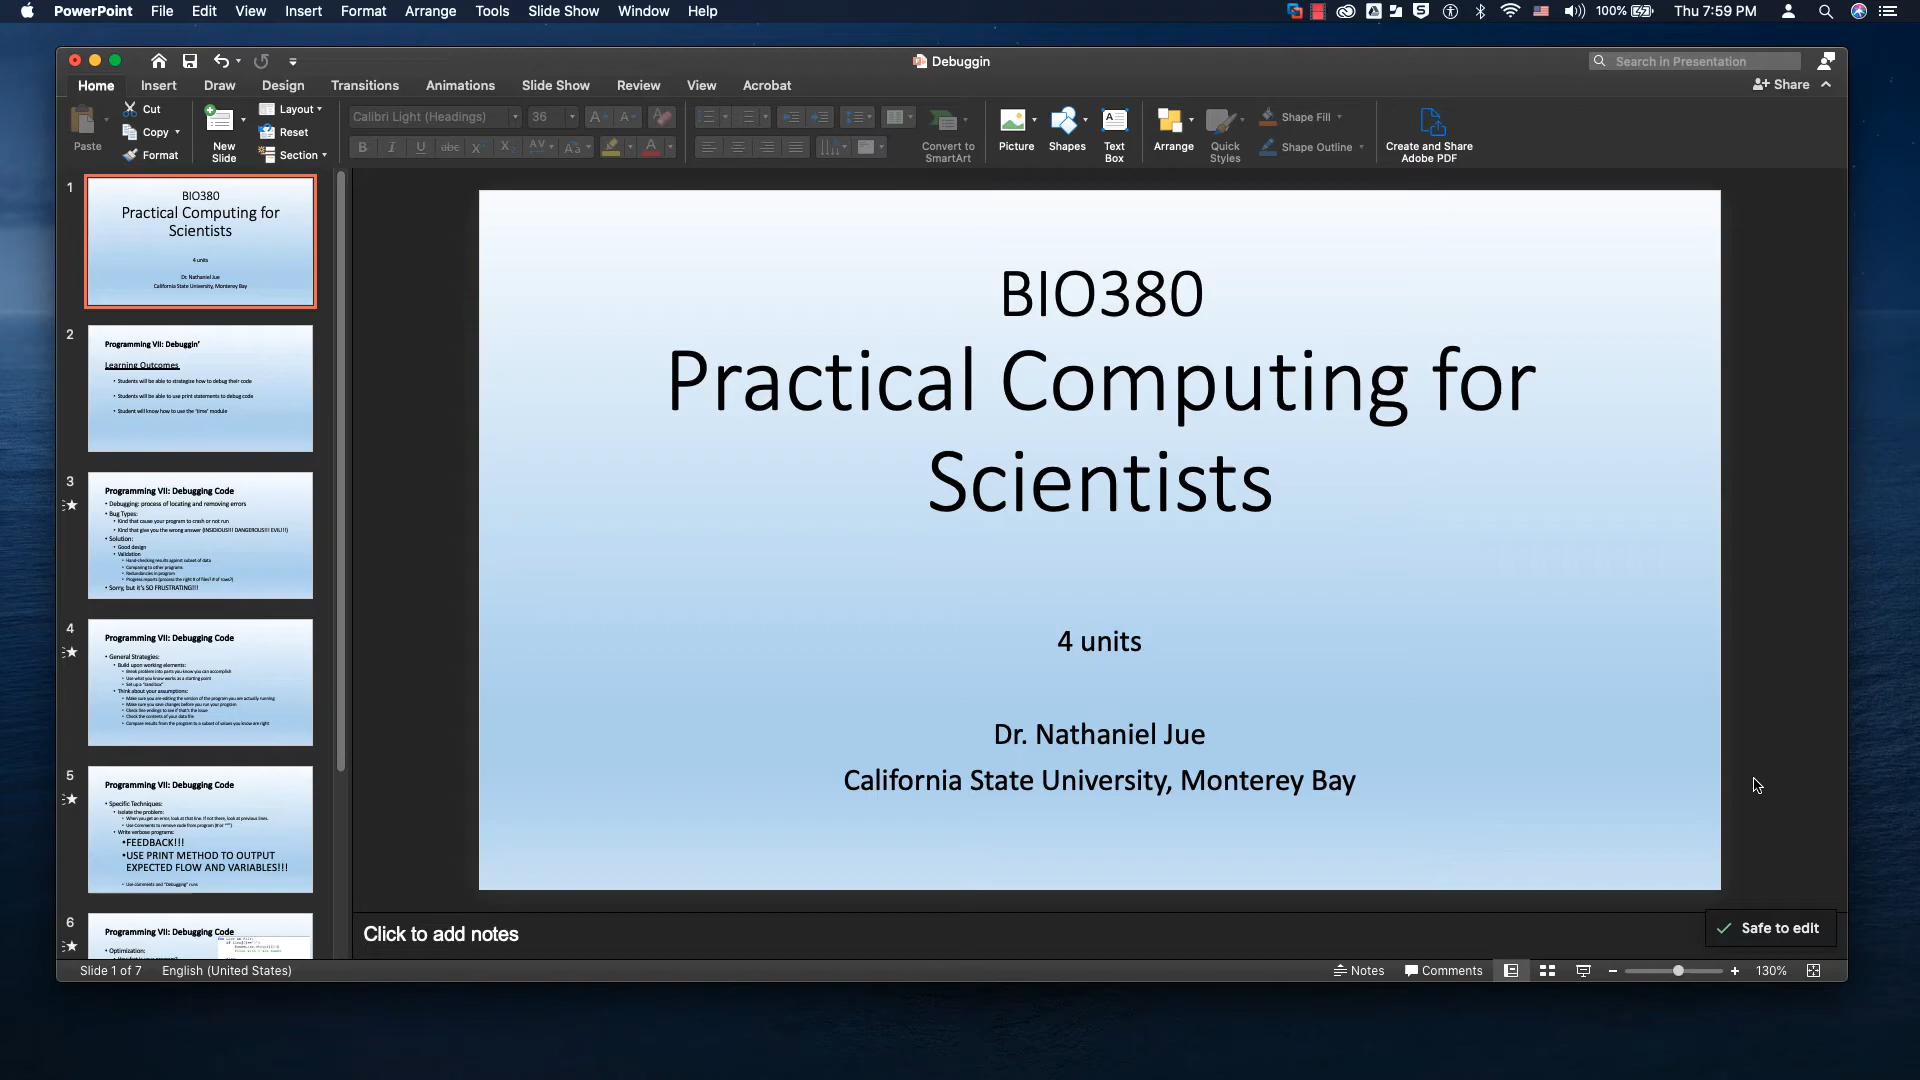 PowerPoint File Edit View Insert Format Arrange Tools Slide Show Window Help 100% Thu 7:59 PM
Debuggin
Search in Presentation
Home Insert Draw Design Transitions Animations Slide Show Review View Acrobat
Share
Paste
Cut
Copy
Format
New Slide
Layout
Reset
Section
Calibri Light (Headings) 36
Convert to SmartArt
Picture
Shapes
Text Box
Arrange
Quick Styles
Shape Fill
Shape Outline
Create and Share Adobe PDF
1
BIO380
Practical Computing for
Scientists
4 units
Dr. Nathaniel Jue
California State University, Monterey Bay
2
Programming VII: Debuggin'
Learning Outcomes
• Students will be able to strategize how to debug their code
• Students will be able to use print statements to debug code
• Student will know how to use the 'time' module
3
Programming VII: Debugging Code
• Debugging: process of locating and removing errors
• Bug Types:
• Kind that cause your program to crash or not run
• Kind that give you the wrong answer (INSIDIOUS!!! DANGEROUS!!! EVIL!!!)
• Solution:
• Good design
• Validation
• Hand-checking results against subset of data
• Comparing to other programs
• Redundancies in program
• Progress reports (process the right # of files? # of rows?)
• Sorry, but it's SO FRUSTRATING!!!
4
Programming VII: Debugging Code
• General Strategies:
• Build upon working elements:
• Break problem into parts you know you can accomplish
• Use what you know works as a starting point
• Set up a "sandbox"
• Think about your assumptions:
• Make sure you are editing the version of the program you are actually running
• Make sure you save changes before you run your program
• Check line endings to see if that's the issue
• Check the contents of your data file
• Compare results from the program to a subset of values you know are right
5
Programming VII: Debugging Code
• Specific Techniques:
• Isolate the problem:
• When you get an error, look at that line. If not there, look at previous lines.
• Use Comments to remove code from program (# or """)
• Write verbose programs:
•FEEDBACK!!!
•USE PRINT METHOD TO OUTPUT
EXPECTED FLOW AND VARIABLES!!!
• Use comments and "Debugging" runs
6
Programming VII: Debugging Code
• Optimization:
BIO380
Practical Computing for
Scientists
4 units
Dr. Nathaniel Jue
California State University, Monterey Bay
Click to add notes
Safe to edit
Slide 1 of 7 English (United States) Notes Comments 130%